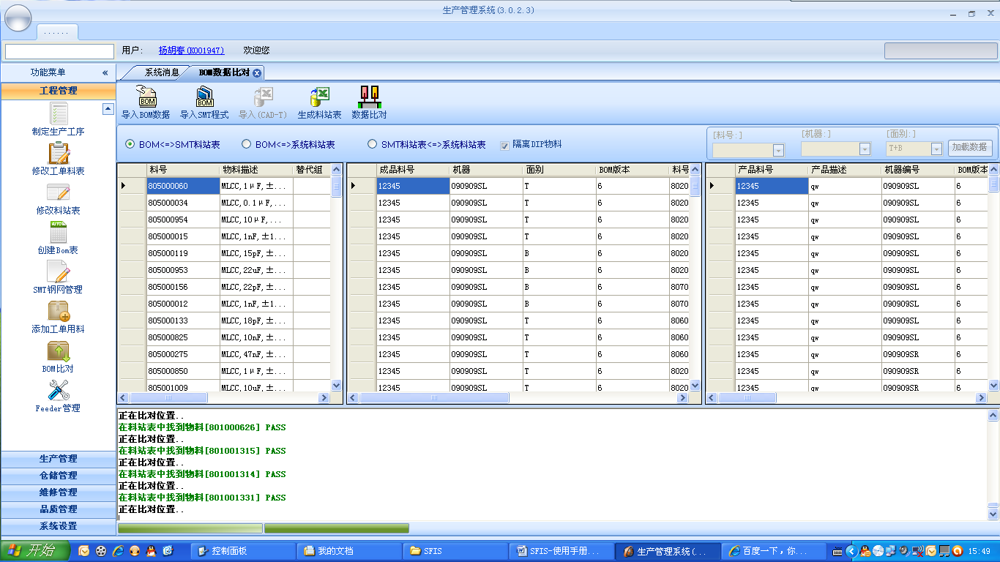 生产管理系统(3.0.2.3)
......
用户: 杨胡春(K001947) 欢迎您
功能菜单 «
系统消息 BOM数据比对
工程管理
制定生产工序
修改工单料表
修改料站表
创建Bom表
SMT钢网管理
添加工单用料
BOM比对
Feeder管理
生产管理
仓储管理
维修管理
品质管理
系统设置
导入BOM数据 导入SMT程式 导入(CAD-T) 生成料站表 数据比对
BOM<=>SMT料站表 BOM<=>系统料站表 SMT料站表<=>系统料站表 隔离DIP物料
[料号:] [机器:] [面别:]
T+B 加载数据
料号 物料描述 替代组
805000060 MLCC,1μF,±...
805000034 MLCC,0.1μF,...
805000954 MLCC,10μF,...
805000015 MLCC,1nF,±1...
805000119 MLCC,15pF,±...
805000953 MLCC,22uF,±...
805000156 MLCC,22pF,±...
805000012 MLCC,1nF,±1...
805000133 MLCC,18pF,±...
805000825 MLCC,10nF,±...
805000275 MLCC,47nF,±...
805000850 MLCC,1μF,±...
805001009 MLCC,10uF,±...
成品料号 机器 面别 BOM版本 料号
12345 090909SL T 6 8020
12345 090909SL T 6 8020
12345 090909SL T 6 8020
12345 090909SL T 6 8020
12345 090909SL B 6 8020
12345 090909SL B 6 8020
12345 090909SL B 6 8070
12345 090909SL B 6 8070
12345 090909SL T 6 8060
12345 090909SL T 6 8060
12345 090909SL T 6 8060
12345 090909SL T 6 8020
12345 090909SL T 6 8020
产品料号 产品描述 机器编号 BOM版本
12345 qw 090909SL 6
12345 qw 090909SL 6
12345 qw 090909SL 6
12345 qw 090909SL 6
12345 qw 090909SL 6
12345 qw 090909SL 6
12345 qw 090909SL 6
12345 qw 090909SL 6
12345 qw 090909SL 6
12345 qw 090909SL 6
12345 qw 090909SR 6
12345 qw 090909SR 6
12345 qw 090909SR 6
正在比对位置..
在料站表中找到物料[801000626] PASS
正在比对位置..
在料站表中找到物料[801001315] PASS
正在比对位置..
在料站表中找到物料[801001314] PASS
正在比对位置..
在料站表中找到物料[801001331] PASS
正在比对位置..
开始 控制面板 我的文档 SFIS SFIS-使用手册... 生产管理系统(... 百度一下，你... 15:49